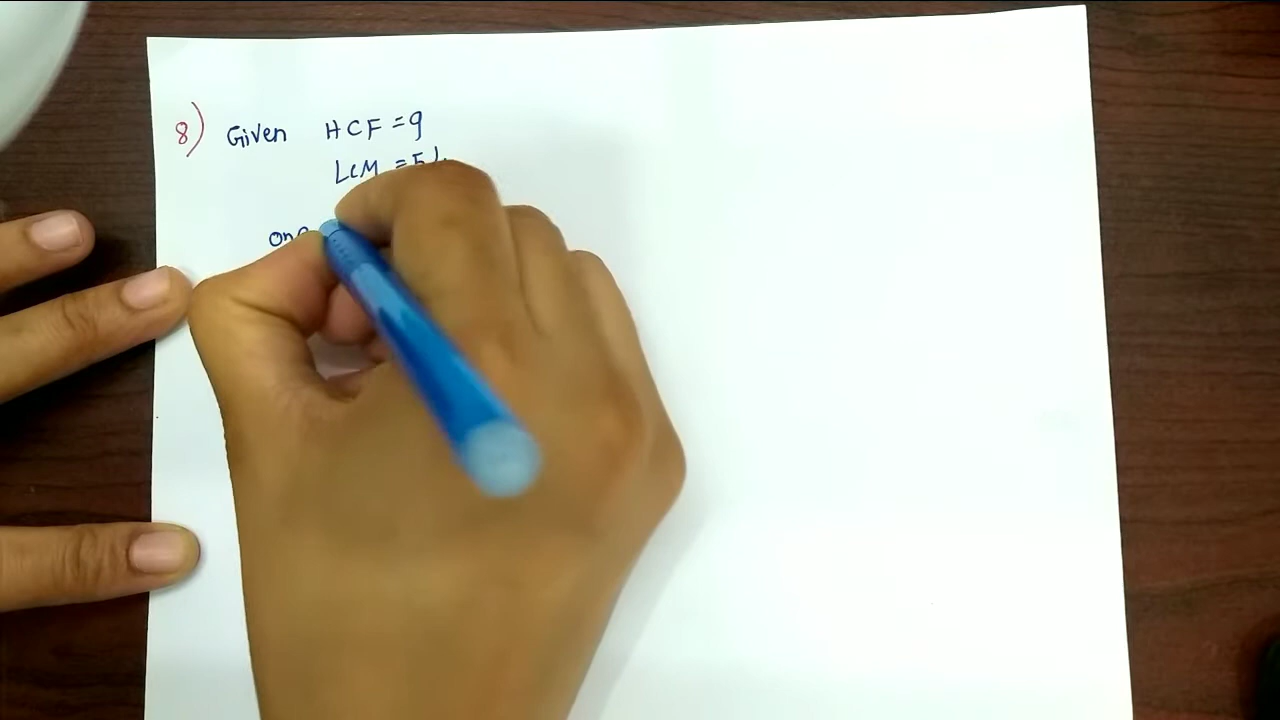 8) Given HCF = 9
LCM =